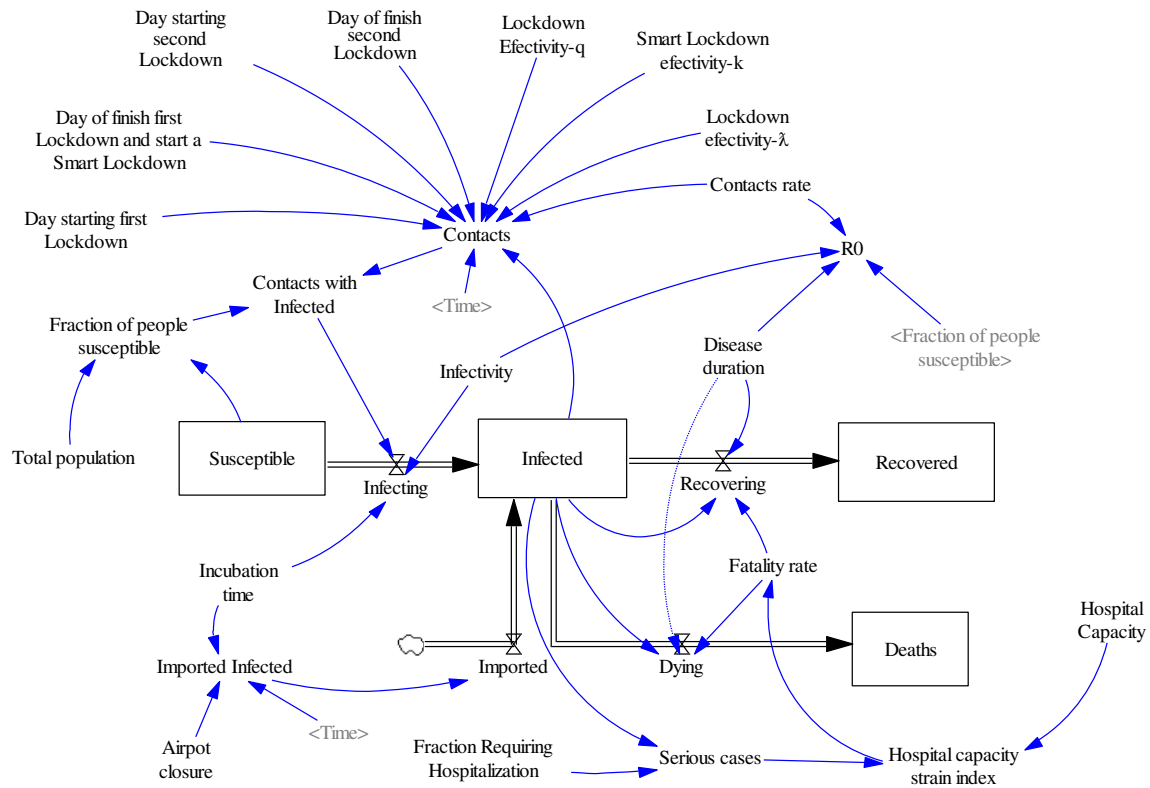 Day starting
second
Lockdown
Day of finish
second
Lockdown
Lockdown
Efectivity-q
Smart Lockdown
efectivity-k
Day of finish first
Lockdown and start a
Smart Lockdown
Lockdown
efectivity-λ
Contacts rate
Day starting first
Lockdown
Contacts
R0
Contacts with
Infected
<Time>
Fraction of people
susceptible
Disease
duration
<Fraction of people
susceptible>
Infectivity
Total population
Susceptible
Infected
Recovered
Infecting
Recovering
Incubation
time
Fatality rate
Hospital
Capacity
Imported Infected
Imported
Dying
Deaths
<Time>
Airpot
closure
Fraction Requiring
Hospitalization
Serious cases
Hospital capacity
strain index